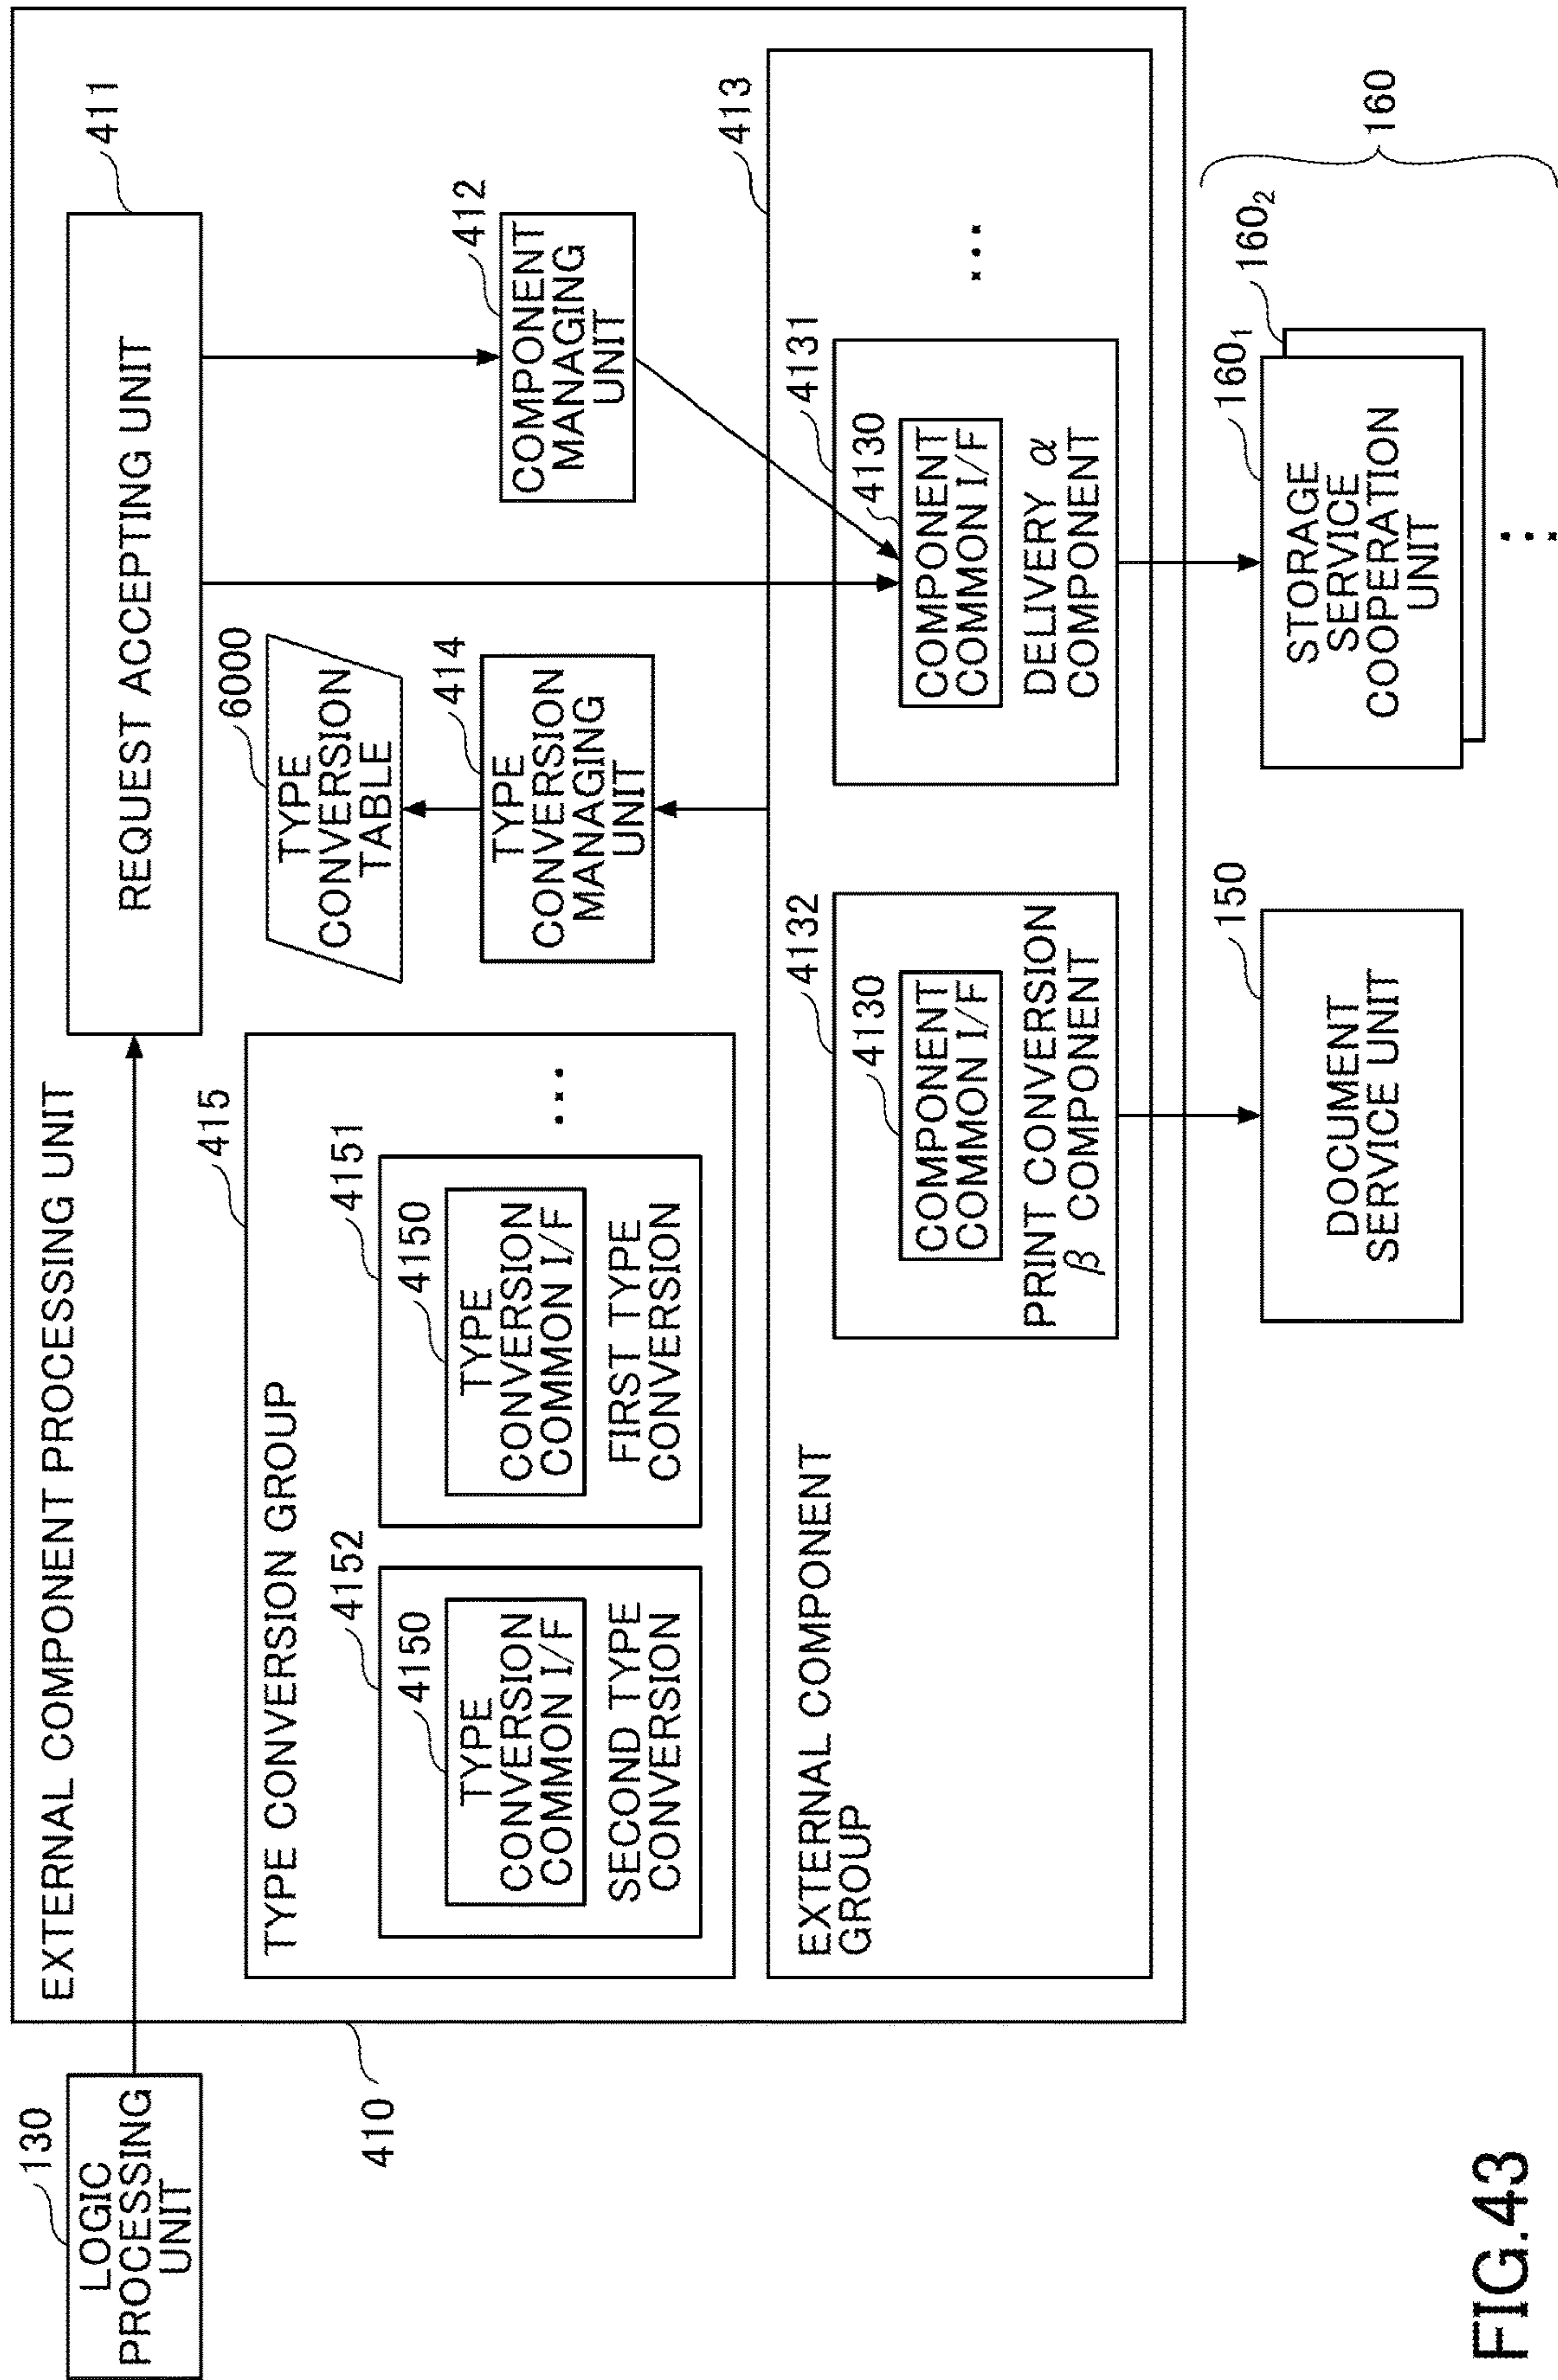 130
LOGIC
PROCESSING
UNIT
410
EXTERNAL COMPONENT PROCESSING UNIT
411
REQUEST ACCEPTING UNIT
415
TYPE CONVERSION GROUP
4152
4150
TYPE
CONVERSION
COMMON I/F
SECOND TYPE
CONVERSION
4151
4150
TYPE
CONVERSION
COMMON I/F
FIRST TYPE
CONVERSION
...
6000
TYPE
CONVERSION
TABLE
414
TYPE
CONVERSION
MANAGING
UNIT
412
COMPONENT
MANAGING
UNIT
413
EXTERNAL COMPONENT
GROUP
4132
4130
COMPONENT
COMMON I/F
PRINT CONVERSION
β COMPONENT
4131
4130
COMPONENT
COMMON I/F
DELIVERY α
COMPONENT
...
150
DOCUMENT
SERVICE UNIT
160₁
160₂
160
STORAGE
SERVICE
COOPERATION
UNIT
...
FIG.43